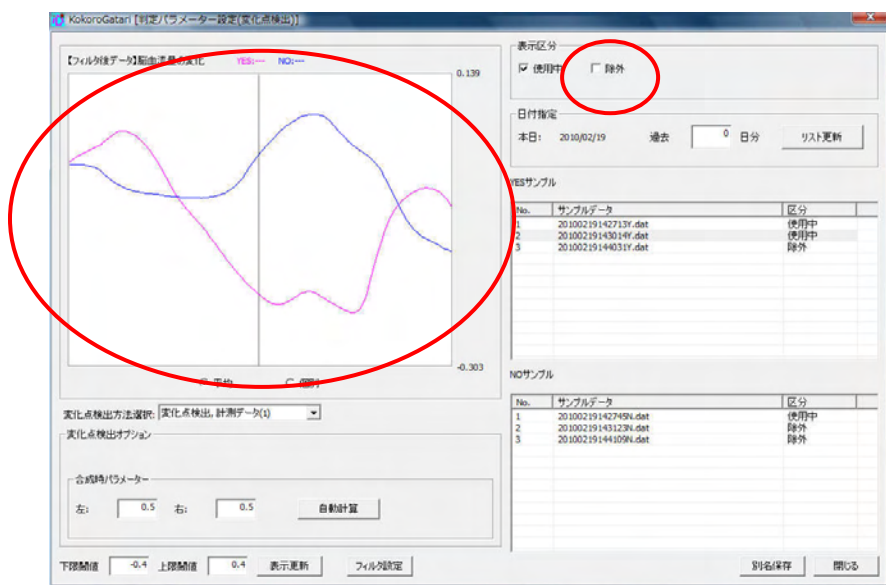 KokoroGatari [判定パラメーター設定(変化点検出)]
【フィルタ後データ】脳血流量の変化 YES:--- NO:---
0.139
-0.303
平均 個別
変化点検出方法選択: 変化点検出, 計測データ(1)
変化点検出オプション
合成時パラメーター
左: 0.5 右: 0.5 自動計算
下限閾値 -0.4 上限閾値 0.4 表示更新 フィルタ設定
表示区分
使用中 除外
日付指定
本日: 2010/02/19 過去 0 日分 リスト更新
YESサンプル
No. サンプルデータ 区分
1 20100219142713Y.dat 使用中
2 20100219143014Y.dat 使用中
3 20100219144031Y.dat 除外
NOサンプル
No. サンプルデータ 区分
1 20100219142745N.dat 使用中
2 20100219143123N.dat 除外
3 20100219144109N.dat 除外
別名保存 閉じる